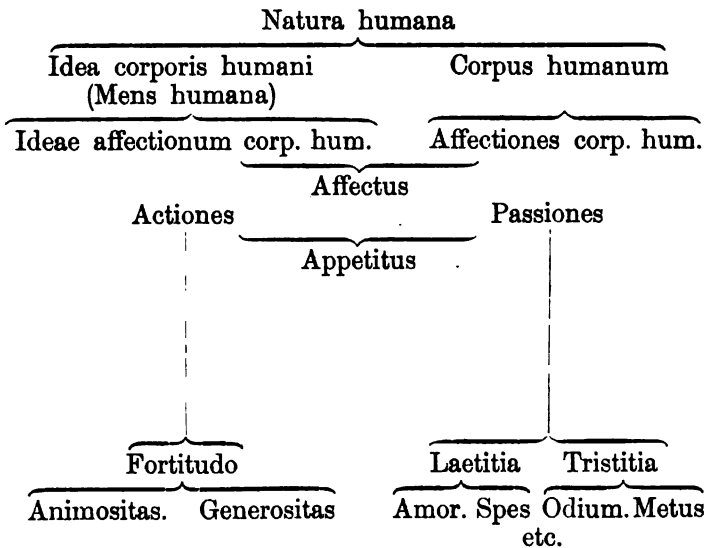 Natura humana
Idea corporis humani Corpus humanum
(Mens humana)
Ideae affectionum corp. hum. Affectiones corp. hum.
Affectus
Actiones Passiones
Appetitus
Fortitudo Laetitia Tristitia
Animositas. Generositas Amor. Spes Odium. Metus
etc.